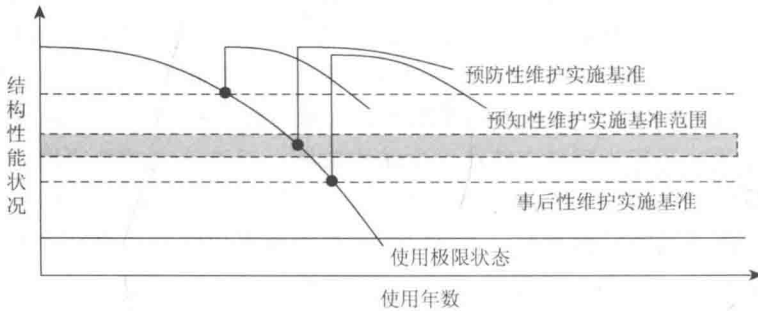 结构性能状况
预防性维护实施基准
预知性维护实施基准范围
事后性维护实施基准
使用极限状态
使用年数